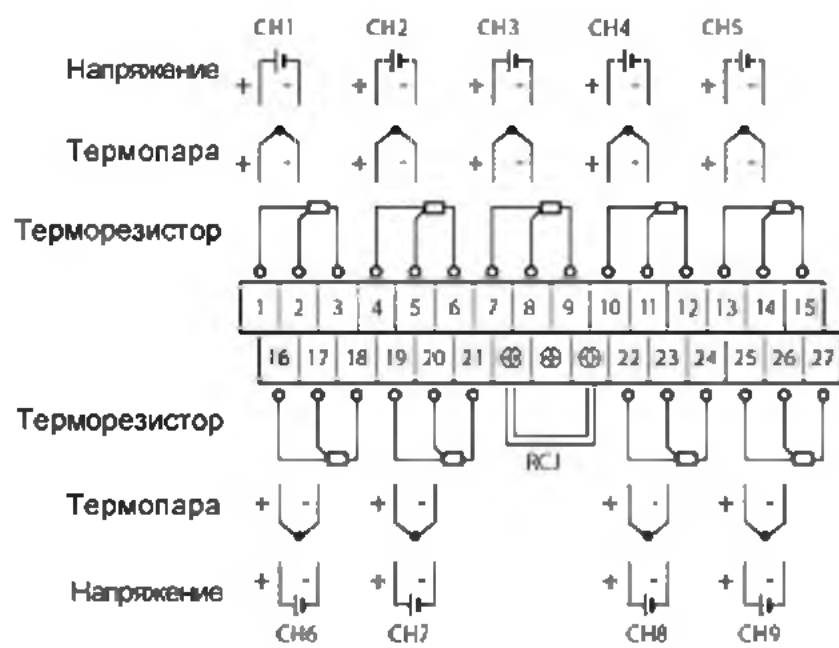 CH1 CH2 CH3 CH4 CH5
Напряжение + - + - + - + - + -
Термопара + - + - + - + - + -
Терморезистор
1 2 3 4 5 6 7 8 9 10 11 12 13 14 15
16 17 18 19 20 21 22 23 24 25 26 27
Терморезистор
RCJ
Термопара + - + - + - + -
Напряжение + - + - + - + -
CH6 CH7 CH8 CH9